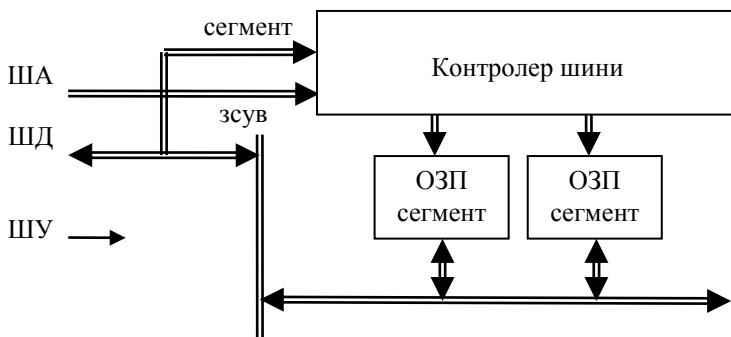 сегмент
Контролер шини
ША
зсув
ШД
ОЗП
сегмент
ОЗП
сегмент
ШУ